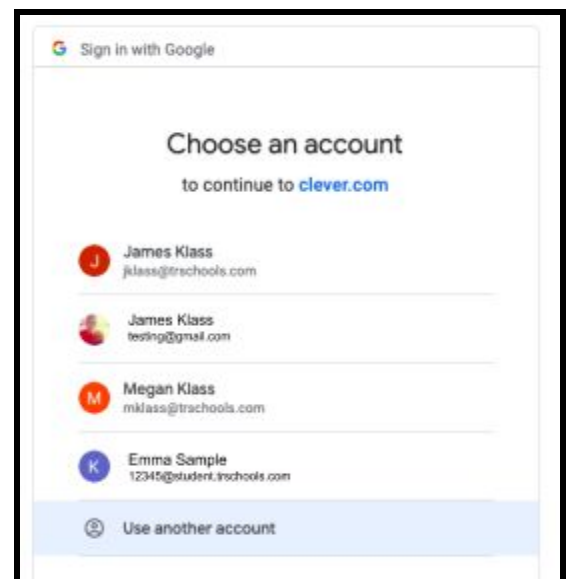 G Sign in with Google
Choose an account
to continue to clever.com
J James Klass
jklass@trschools.com
James Klass
testing@gmail.com
M Megan Klass
mklass@trschools.com
K Emma Sample
12345@student.trschools.com
Use another account